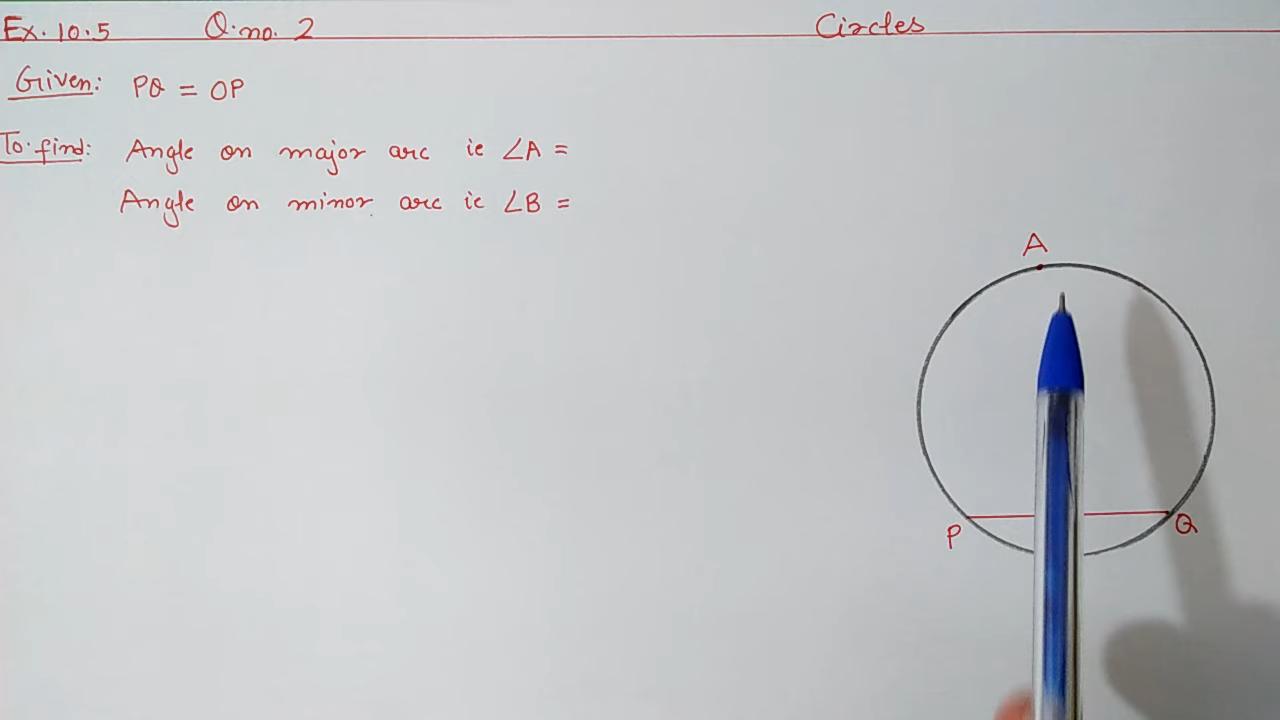 Ex. 10.5 Q. no. 2 Circles
Given: PQ = OP
To find: Angle on major arc ie ∠A =
Angle on minor arc ie ∠B =
A
P Q